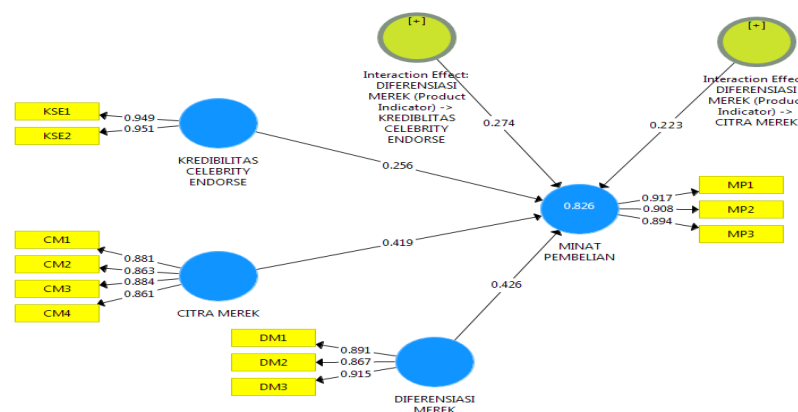 [+]
[+]
Interaction Effect:
DIFERENSIASI
MEREK (Product
Indicator) ->
KREDIBLITAS
CELEBRITY
ENDORSE
Interaction Effec
DIFERENSIASI
MEREK (Produc
Indicator) ->
CITRA MEREK
KSE1
KSE2
0.949
0.951
KREDIBILITAS
CELEBRITY
ENDORSE
0.274
0.223
0.256
CM1
CM2
CM3
CM4
0.881
0.863
0.884
0.861
CITRA MEREK
0.419
0.826
MINAT
PEMBELIAN
0.917
0.908
0.894
MP1
MP2
MP3
0.426
DM1
DM2
DM3
0.891
0.867
0.915
DIFERENSIASI
MEREK